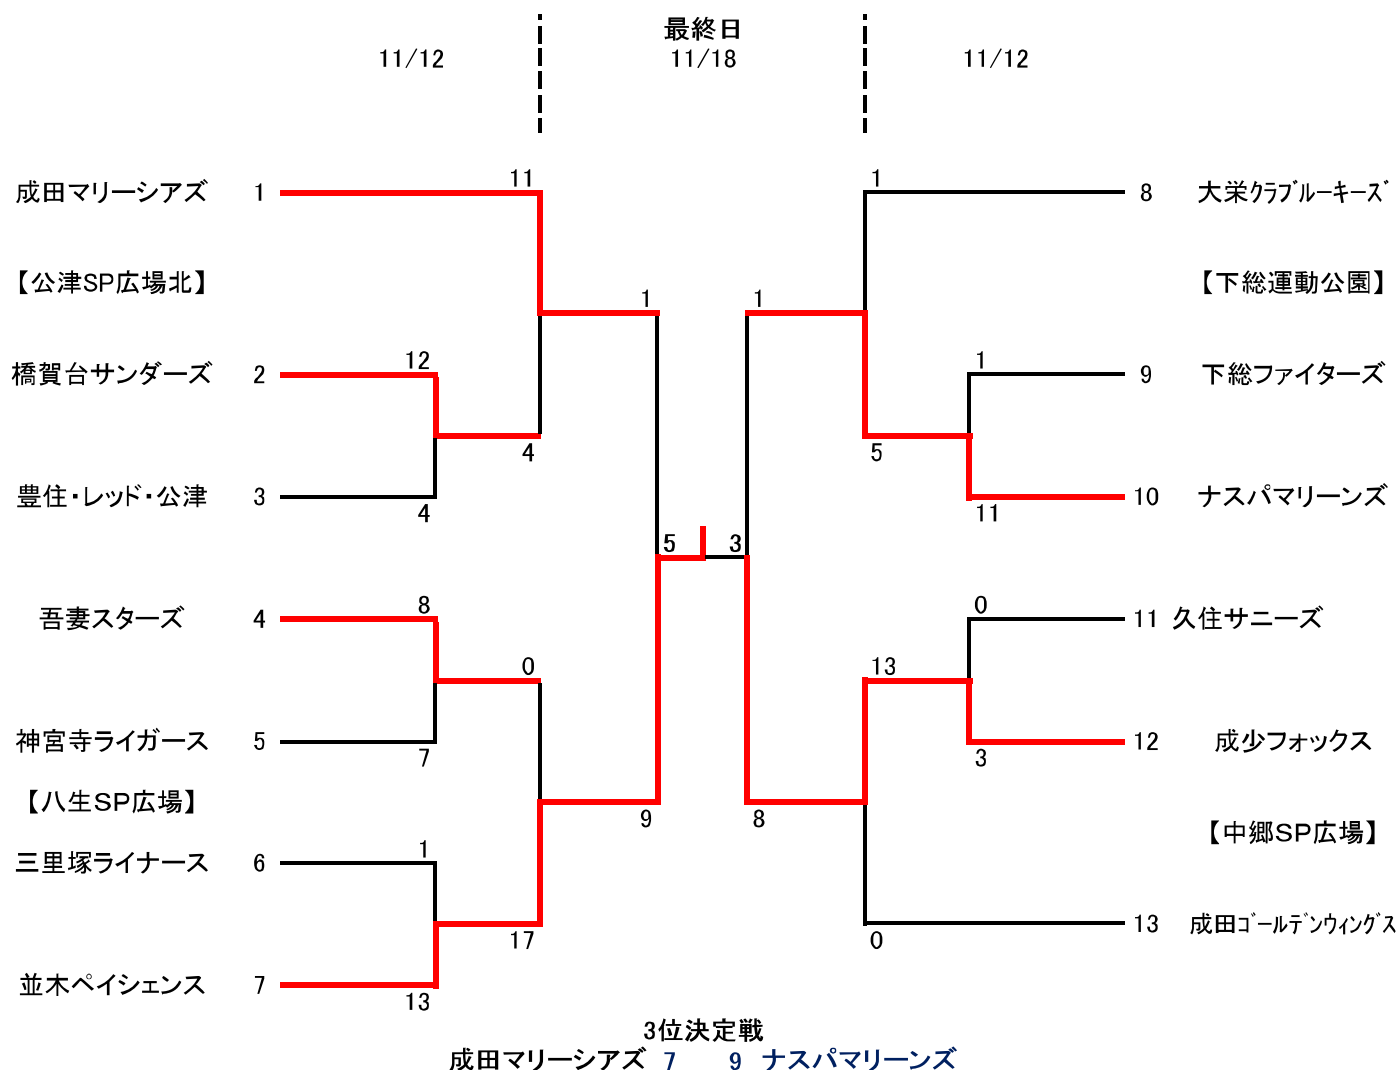 最終日
11/12 11/18 11/12
11 1
成田マリーシアズ 1 8 大栄クラブルーキーズ
【公津SP広場北】 【下総運動公園】
1 1
12 1
橋賀台サンダーズ 2 9 下総ファイターズ
4 5
豊住・レッド・公津 3 10 ナスパマリーンズ
4 11
5 3
8 0
吾妻スターズ 4 11 久住サニーズ
0 13
神宮寺ライガース 5 12 成少フォックス
7 3
【八生SP広場】
9 8
【中郷SP広場】
1
三里塚ライナース 6
13 成田ゴールデンウィングス
17 0
並木ペイシェンス 7
13
3位決定戦
成田マリーシアズ 7 9 ナスパマリーンズ